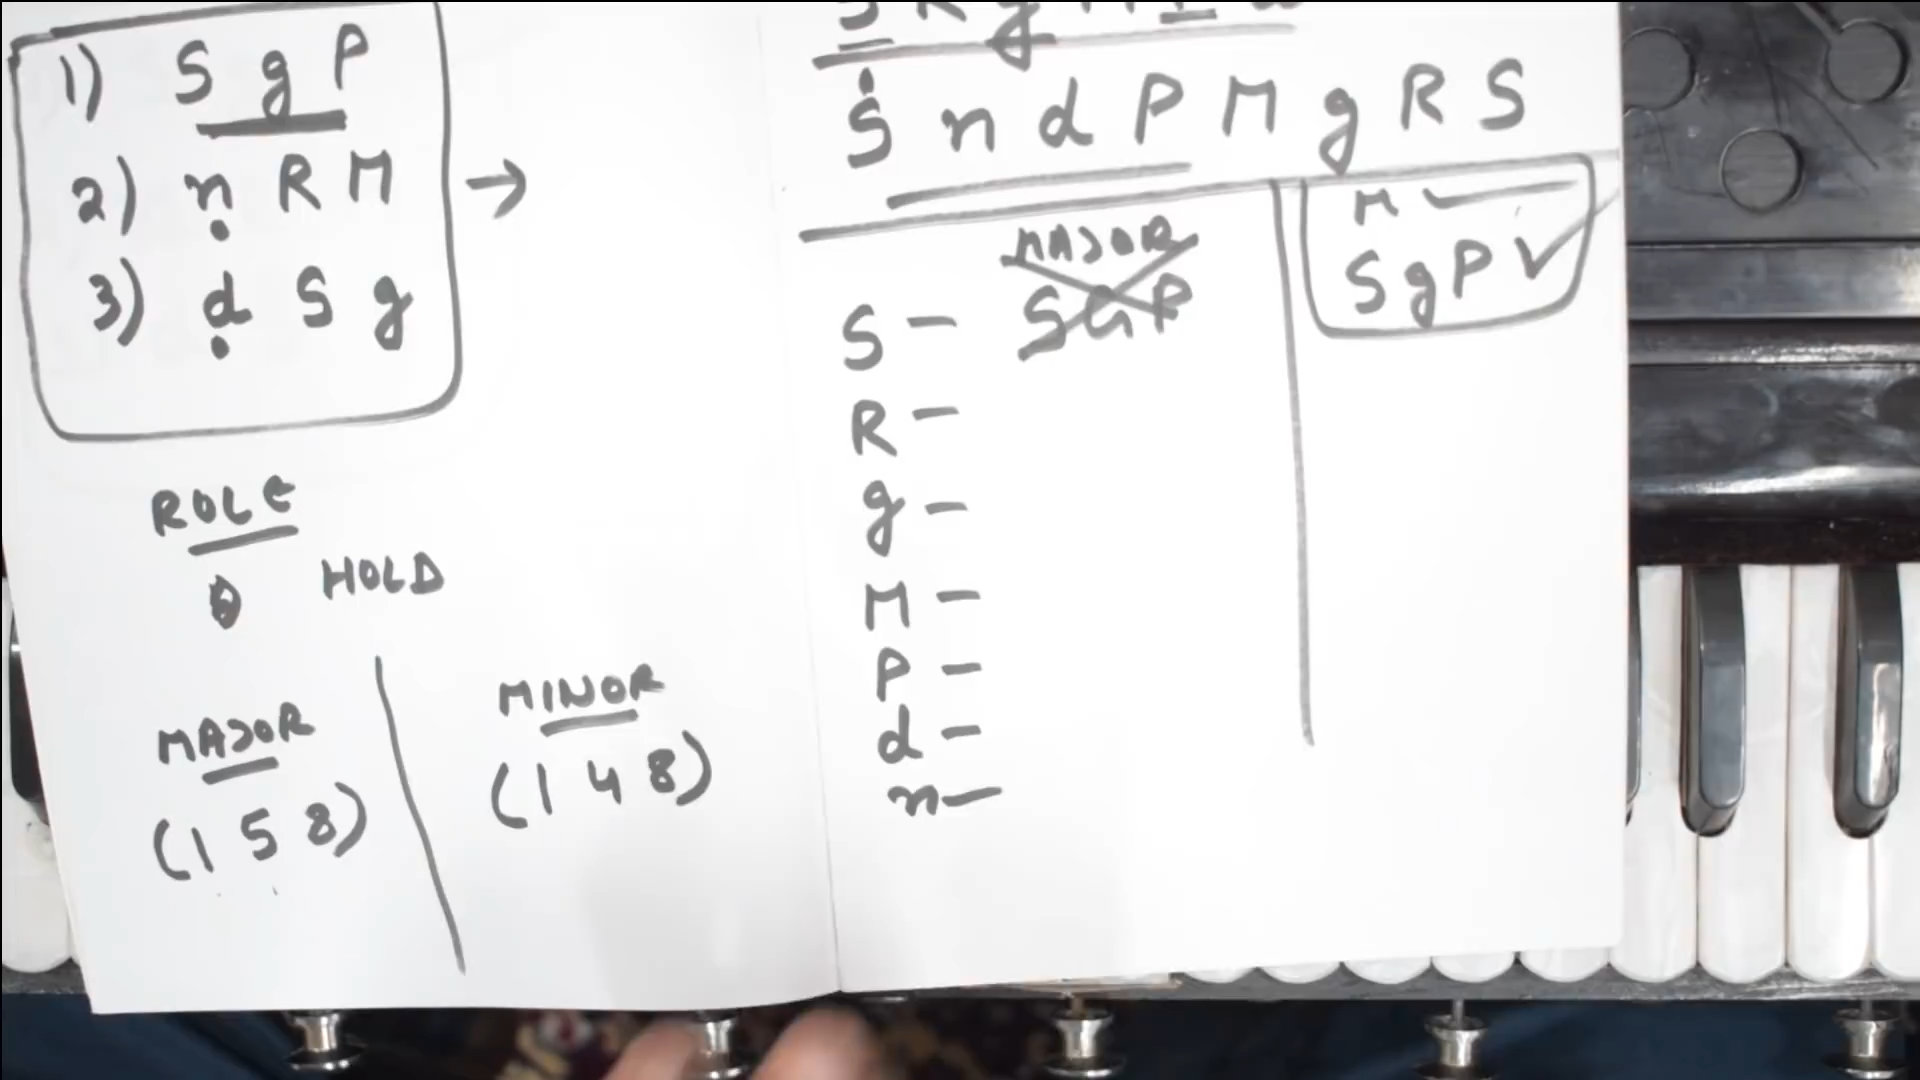 1) S g P
2) ṇ R M →
3) ḍ S g
ROLE
HOLD
MAJOR
(1 5 8)
MINOR
(1 4 8)
S R g M P d
Ṡ n d P M g R S
MAJOR
S - S G P
R -
g -
M -
P -
d -
n -
M
S g P ✓